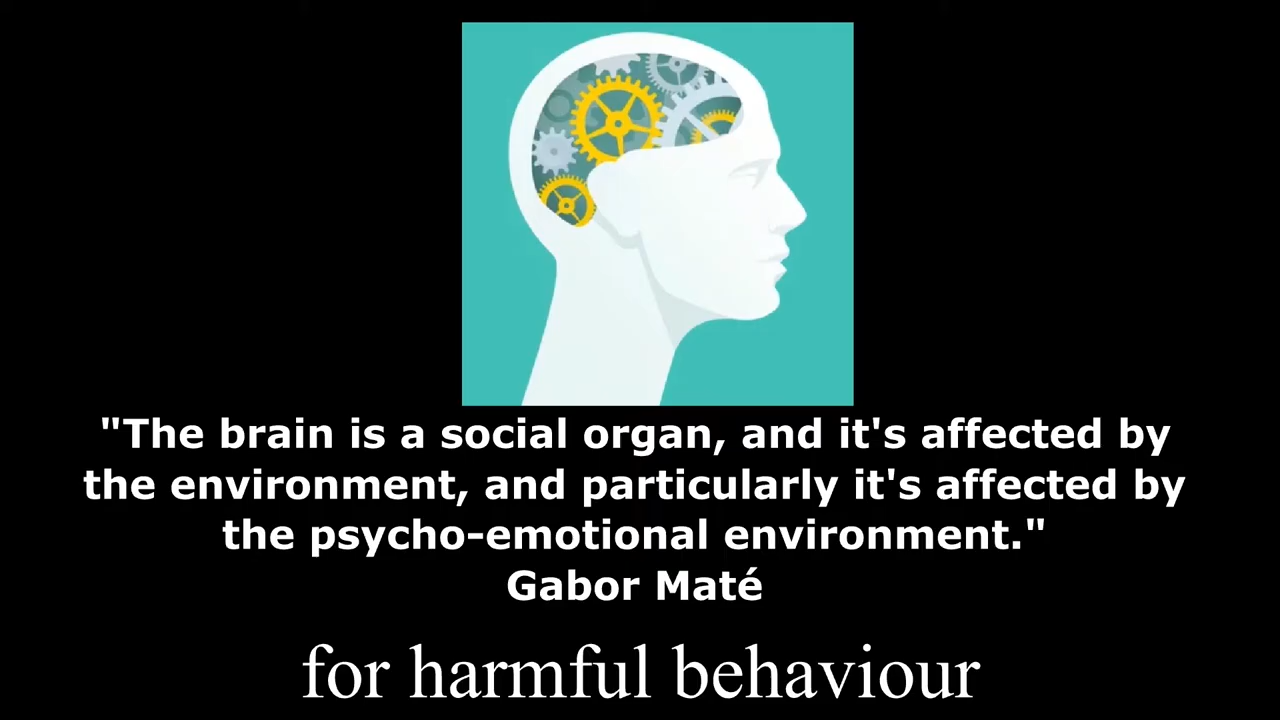 "The brain is a social organ, and it's affected by
the environment, and particularly it's affected by
the psycho-emotional environment."
Gabor Maté
for harmful behaviour